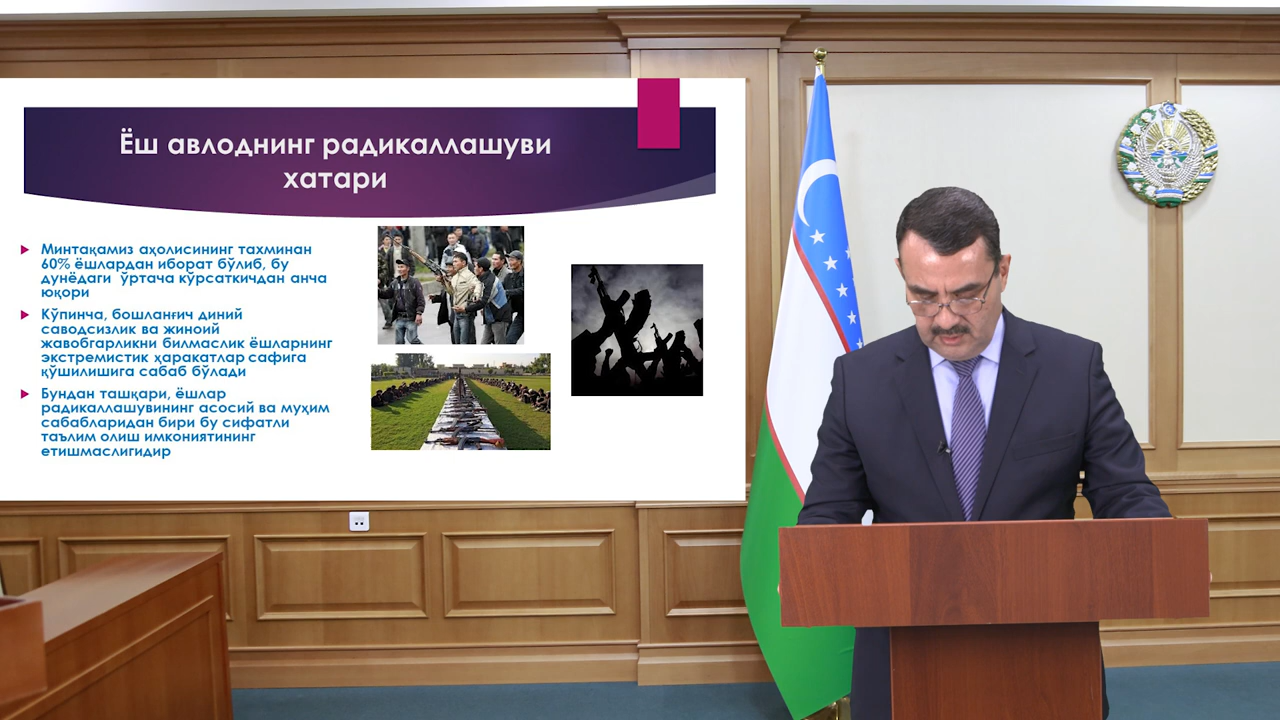 Ёш авлоднинг радикаллашуви
хатари
Минтақамиз аҳолисининг тахминан
60% ёшлардан иборат бўлиб, бу
дунёдаги ўртача кўрсаткичдан анча
юқори
Кўпинча, бошланғич диний
саводсизлик ва жиноий
жавобгарликни билмаслик ёшларнинг
экстремистик ҳаракатлар сафига
қўшилишига сабаб бўлади
Бундан ташқари, ёшлар
радикаллашувининг асосий ва муҳим
сабабларидан бири бу сифатли
таълим олиш имкониятининг
етишмаслигидир